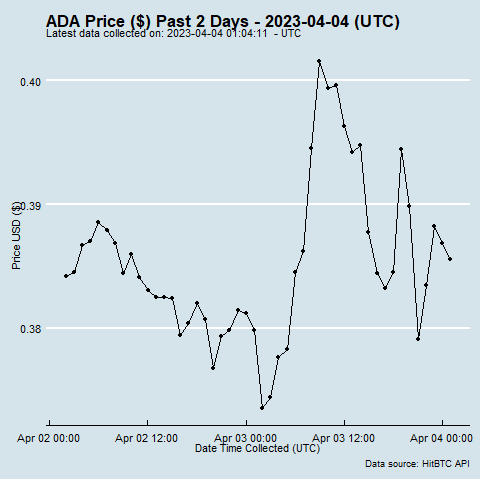 ADA Price ($) Past 2 Days - 2023-04-04 (UTC)
Latest data collected on: 2023-04-04 01:04:11 - UTC
0.40
0.39
0.38
Price USD ($)
Apr 02 00:00 Apr 02 12:00 Apr 03 00:00 Apr 03 12:00 Apr 04 00:00
Date Time Collected (UTC)
Data source: HitBTC API